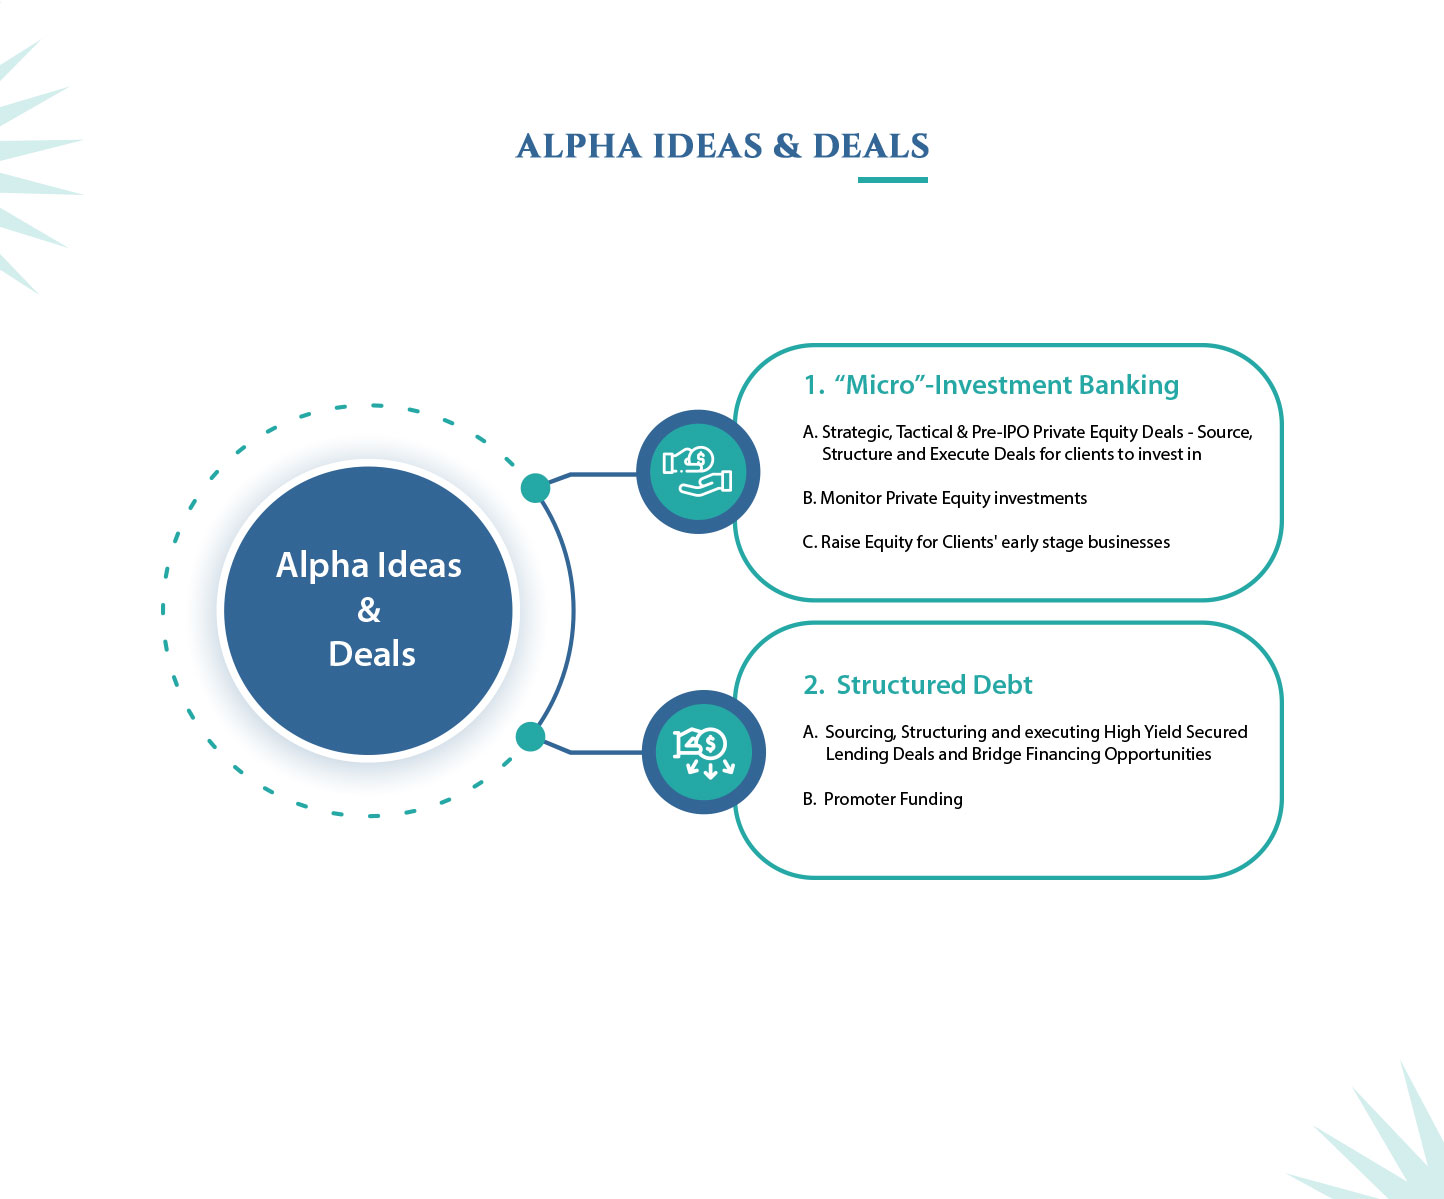 ALPHA IDEAS & DEALS
Alpha Ideas
&
Deals
1. “Micro”-Investment Banking
A. Strategic, Tactical & Pre-IPO Private Equity Deals - Source,
Structure and Execute Deals for clients to invest in
B. Monitor Private Equity investments
C. Raise Equity for Clients' early stage businesses
2. Structured Debt
A. Sourcing, Structuring and executing High Yield Secured
Lending Deals and Bridge Financing Opportunities
B. Promoter Funding